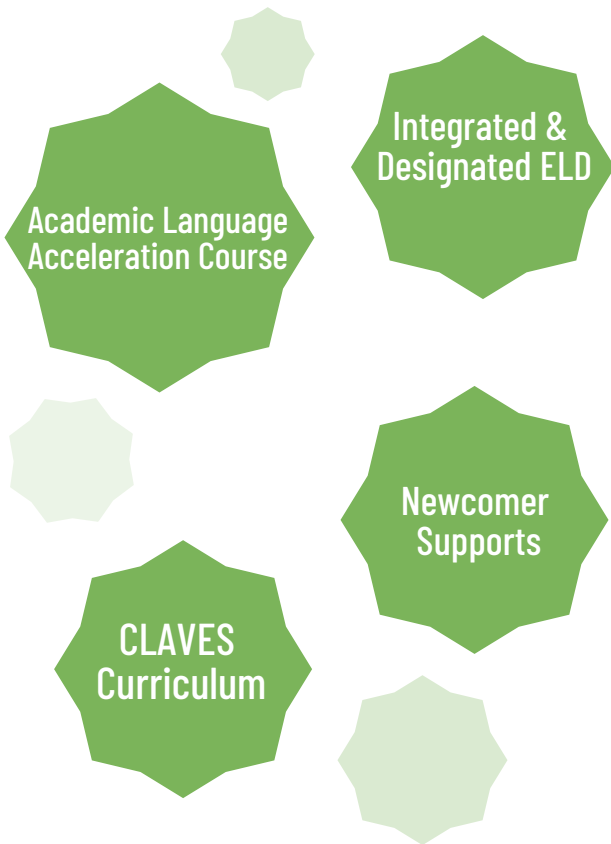 Integrated &
Designated ELD
Academic Language
Acceleration Course
Newcomer
Supports
CLAVES
Curriculum